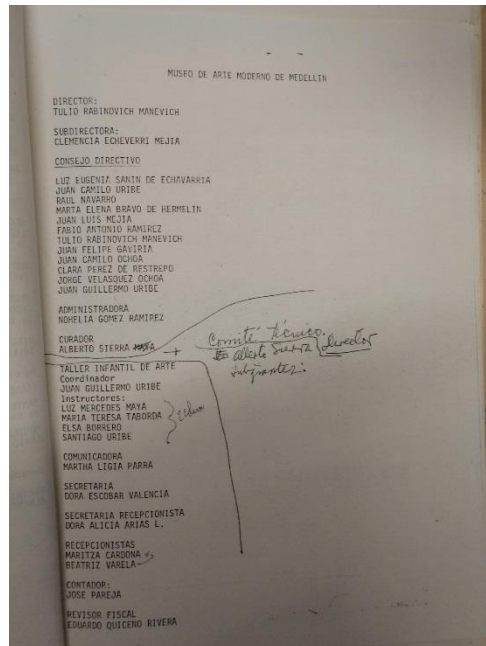 MUSEO DE ARTE MODERNO DE MEDELLIN
DIRECTOR:
TULIO RABINOVICH MANEVICH
SUBDIRECTORA:
CLEMENCIA ECHEVERRI MEJIA
CONSEJO DIRECTIVO
LUZ EUGENIA SANIN DE ECHAVARRIA
JUAN CAMILO URIBE
RAUL NAVARRO
MARTA ELENA BRAVO DE HERMELIN
JUAN LUIS MEJIA
FABIO ANTONIO RAMIREZ
TULIO RABINOVICH MANEVICH
JUAN FELIPE GAVIRIA
JUAN CAMILO OCHOA
CLARA PEREZ DE RESTREPO
JORGE VELASQUEZ OCHOA
JUAN GUILLERMO URIBE
ADMINISTRADORA
NOHELIA GOMEZ RAMIREZ
CURADOR
ALBERTO SIERRA MAYA
Comité Técnico.
Alberto Sierra } director
integrantes:
TALLER INFANTIL DE ARTE
Coordinador
JUAN GUILLERMO URIBE
Instructores:
LUZ MERCEDES MAYA
MARIA TERESA TABORDA
ELSA BORRERO
SANTIAGO URIBE
COMUNICADORA
MARTHA LIGIA PARRA
SECRETARIA
DORA ESCOBAR VALENCIA
SECRETARIA RECEPCIONISTA
DORA ALICIA ARIAS L.
RECEPCIONISTAS
MARITZA CARDONA
BEATRIZ VARELA
CONTADOR:
JOSE PAREJA
REVISOR FISCAL
EDUARDO QUICENO RIVERA